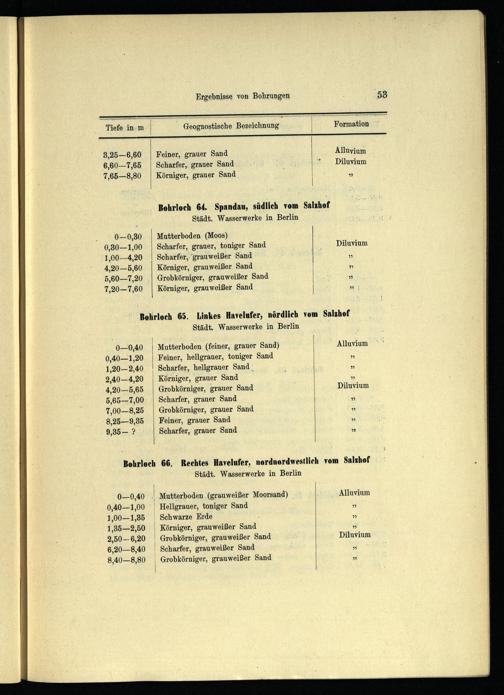 Ergebnisse von Bohrungen 53
Tiefe in m Geognostische Bezeichnung Formation
3,25—6,60 Feiner, grauer Sand Alluvium
6,60—7,65 Scharfer, grauer Sand Diluvium
7,65—8,80 Körniger, grauer Sand „
Bohrloch 64. Spandau, südlich vom Salzhof
Städt. Wasserwerke in Berlin
0—0,30 Mutterboden (Moos)
0,30—1,00 Scharfer, grauer, toniger Sand Diluvium
1,00—4,20 Scharfer, grauweißer Sand „
4,20—5,60 Körniger, grauweißer Sand „
5,60—7,20 Grobkörniger, grauweißer Sand „
7,20—7,60 Körniger, grauweißer Sand „
Bohrloch 65. Linkes Havelufer, nördlich vom Salzhof
Städt. Wasserwerke in Berlin
0—0,40 Mutterboden (feiner, grauer Sand) Alluvium
0,40—1,20 Feiner, hellgrauer, toniger Sand „
1,20—2,40 Scharfer, hellgrauer Sand „
2,40—4,20 Körniger, grauer Sand „
4,20—5,65 Grobkörniger, grauer Sand Diluvium
5,65—7,00 Scharfer, grauer Sand „
7,00—8,25 Grobkörniger, grauer Sand „
8,25—9,35 Feiner, grauer Sand „
9,35— ? Scharfer, grauer Sand „
Bohrloch 66. Rechtes Havelufer, nordnordwestlich vom Salzhof
Städt. Wasserwerke in Berlin
0—0,40 Mutterboden (grauweißer Moorsand) Alluvium
0,40—1,00 Hellgrauer, toniger Sand „
1,00—1,35 Schwarze Erde „
1,35—2,50 Körniger, grauweißer Sand „
2,50—6,20 Grobkörniger, grauweißer Sand Diluvium
6,20—8,40 Scharfer, grauweißer Sand „
8,40—8,80 Grobkörniger, grauweißer Sand „